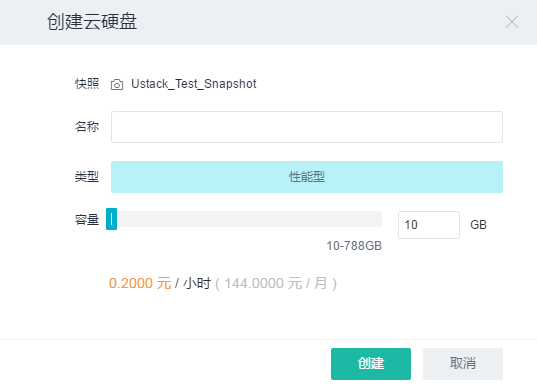 创建云硬盘
快照 Ustack_Test_Snapshot
名称
类型 性能型
容量 10 GB
10-788GB
0.2000 元 / 小时 ( 144.0000 元 / 月 )
创建 取消